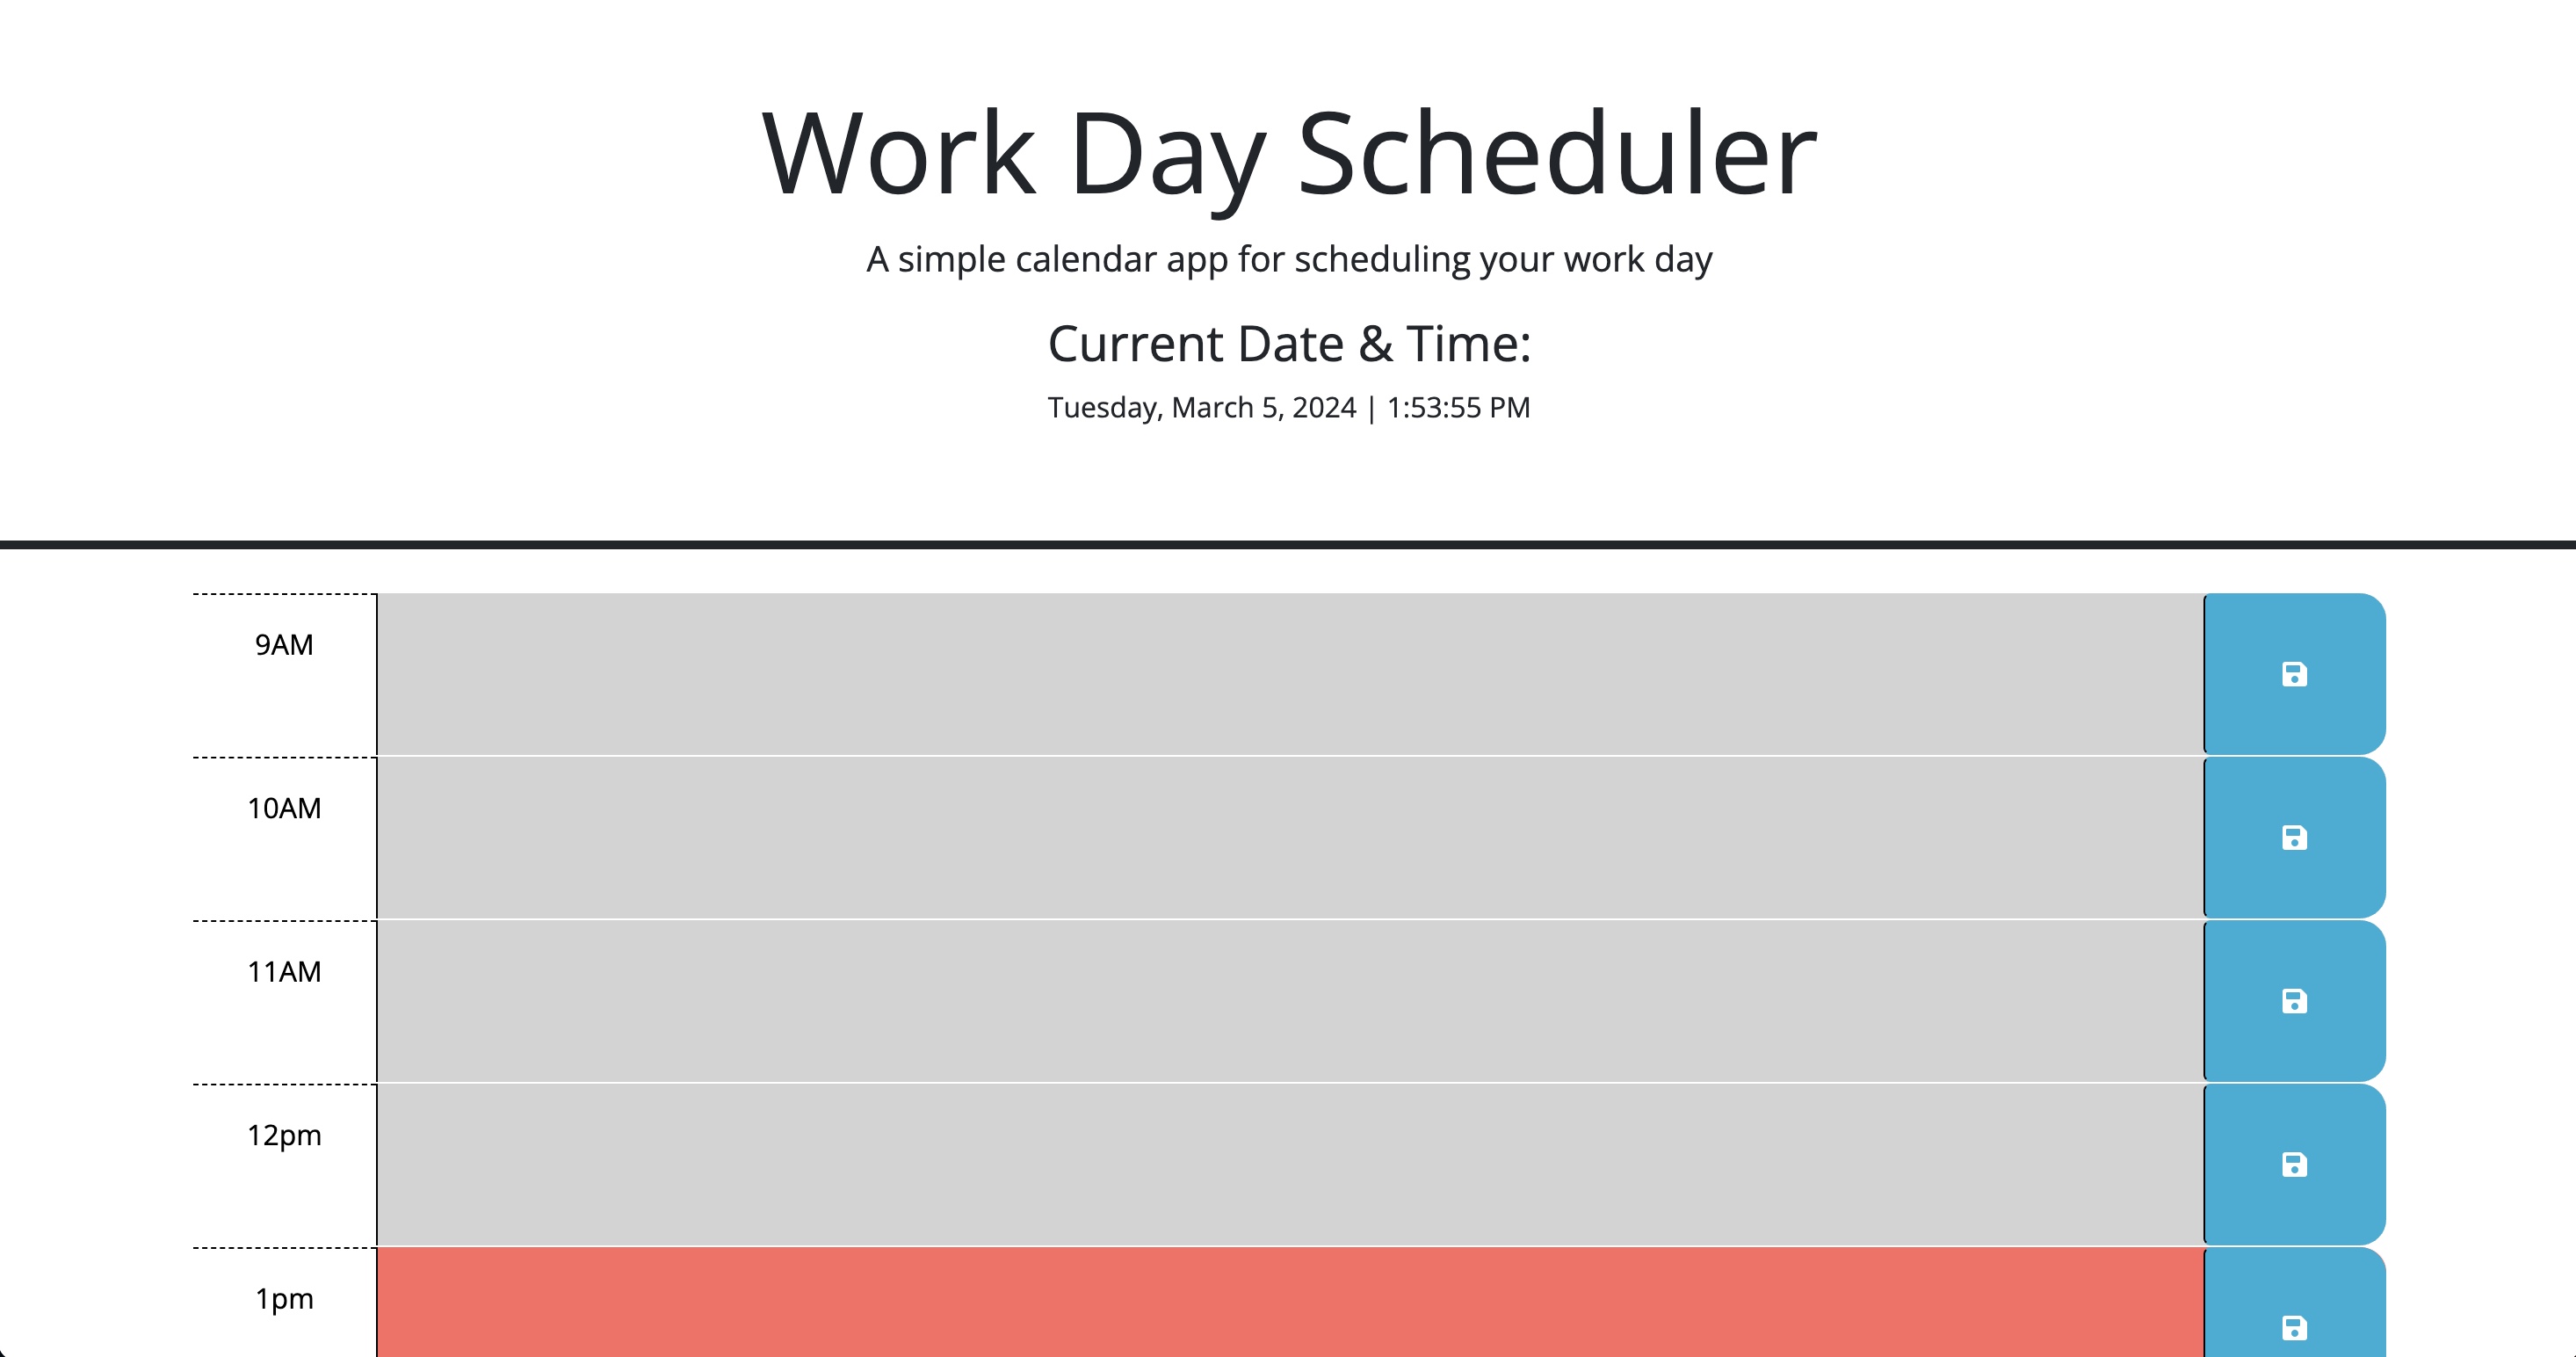 Work Day Scheduler
A simple calendar app for scheduling your work day
Current Date & Time:
Tuesday, March 5, 2024 | 1:53:55 PM
9AM
10AM
11AM
12pm
1pm